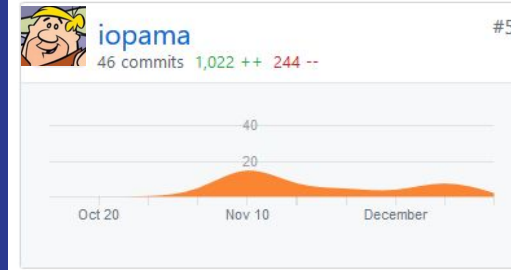 iopama
#5
46 commits 1,022 ++ 244 --
40
20
Oct 20 Nov 10 December